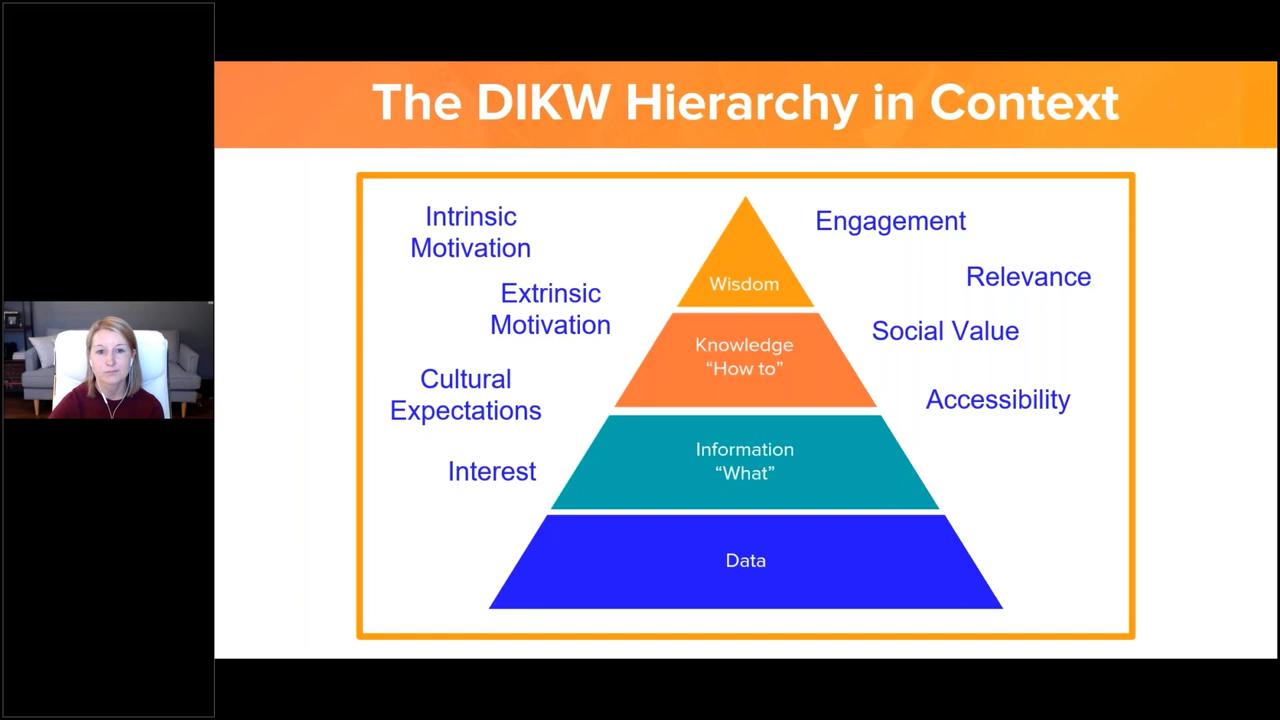 The DIKW Hierarchy in Context
Intrinsic
Motivation
Extrinsic
Motivation
Cultural
Expectations
Interest
Wisdom
Knowledge
“How to”
Information
“What”
Data
Engagement
Relevance
Social Value
Accessibility